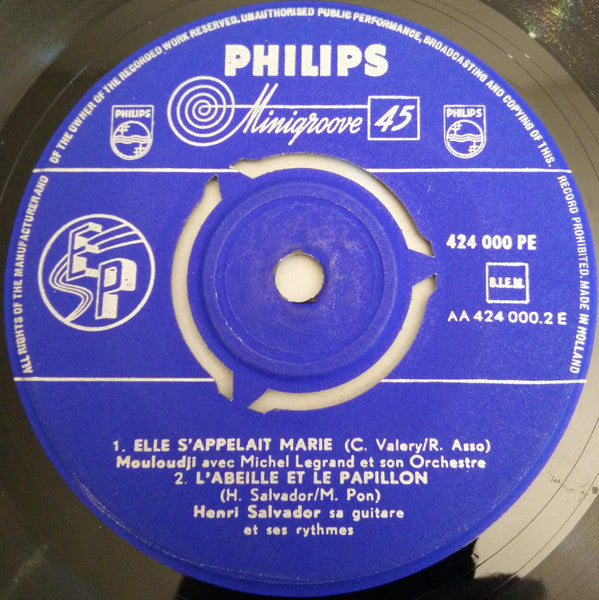 ALL RIGHTS OF THE MANUFACTURER AND OF THE OWNER OF THE RECORDED WORK RESERVED. UNAUTHORISED PUBLIC PERFORMANCE, BROADCASTING AND COPYING OF THIS RECORD PROHIBITED. MADE IN HOLLAND
PHILIPS
Minigroove 45
PHILIPS
PHILIPS
EP
424 000 PE
B.I.E.M.
AA 424 000.2 E
1. ELLE S'APPELAIT MARIE (C. Valery/R. Asso)
Mouloudji avec Michel Legrand et son Orchestre
2. L'ABEILLE ET LE PAPILLON
(H. Salvador/M. Pon)
Henri Salvador sa guitare
et ses rythmes